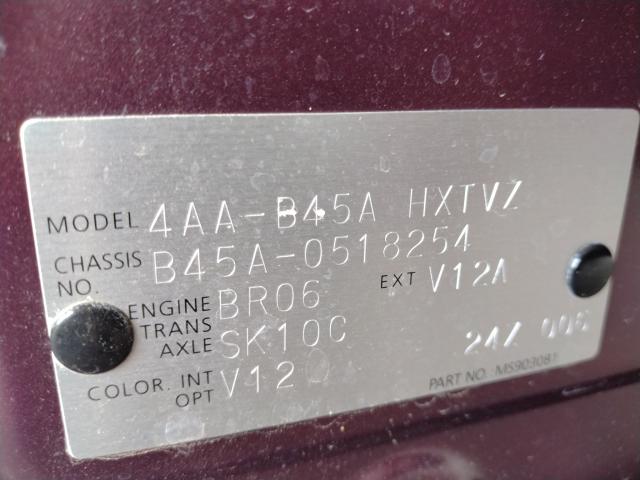 MODEL 4AA-B45A HXTVZ
CHASSIS NO. B45A-0518254
ENGINE BR06 EXT V12A
TRANS AXLE SK10C 24Z 006
COLOR. INT OPT V12
PART NO. MS903081